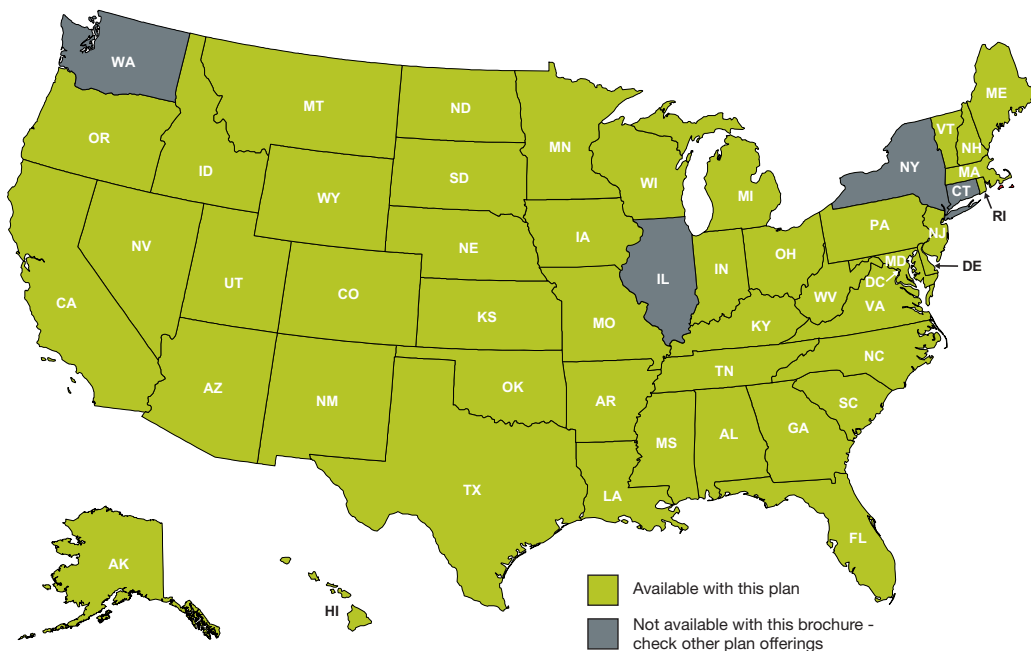 WA
MT
ND
MN
ME
VT
NH
OR
ID
SD
WI
MI
NY
MA
CT
RI
WY
NE
IA
PA
NJ
NV
UT
CO
IL
IN
OH
MD
DE
DC
CA
KS
MO
WV
VA
KY
AZ
NM
OK
AR
TN
NC
SC
MS
AL
GA
TX
LA
FL
AK
HI
Available with this plan
Not available with this brochure -
check other plan offerings